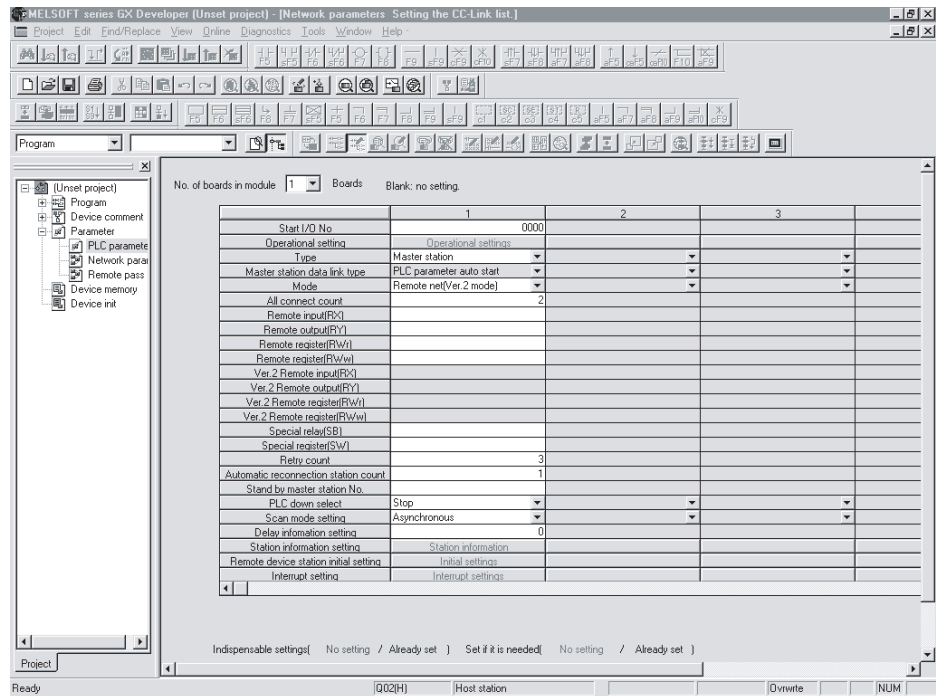 MELSOFT series GX Developer (Unset project) - [Network parameters Setting the CC-Link list.]
Project Edit Find/Replace View Online Diagnostics Tools Window Help
Program
No. of boards in module 1 Boards Blank: no setting.
(Unset project)
Program
Device comment
Parameter
PLC paramete
Network parar
Remote pass
Device memory
Device init
1 2 3
Start I/O No 0000
Operational setting Operational settings
Type Master station
Master station data link type PLC parameter auto start
Mode Remote net(Ver.2 mode)
All connect count 2
Remote input(RX)
Remote output(RY)
Remote register(RWr)
Remote register(RWw)
Ver.2 Remote input(RX)
Ver.2 Remote output(RY)
Ver.2 Remote register(RWr)
Ver.2 Remote register(RWw)
Special relay(SB)
Special register(SW)
Retry count 3
Automatic reconnection station count 1
Stand by master station No.
PLC down select Stop
Scan mode setting Asynchronous
Delay infomation setting 0
Station information setting Station information
Remote device station initial setting Initial settings
Interrupt setting Interrupt settings
Indispensable settings( No setting / Already set ) Set if it is needed( No setting / Already set )
Project
Ready Q02(H) Host station Ovrwrte NUM